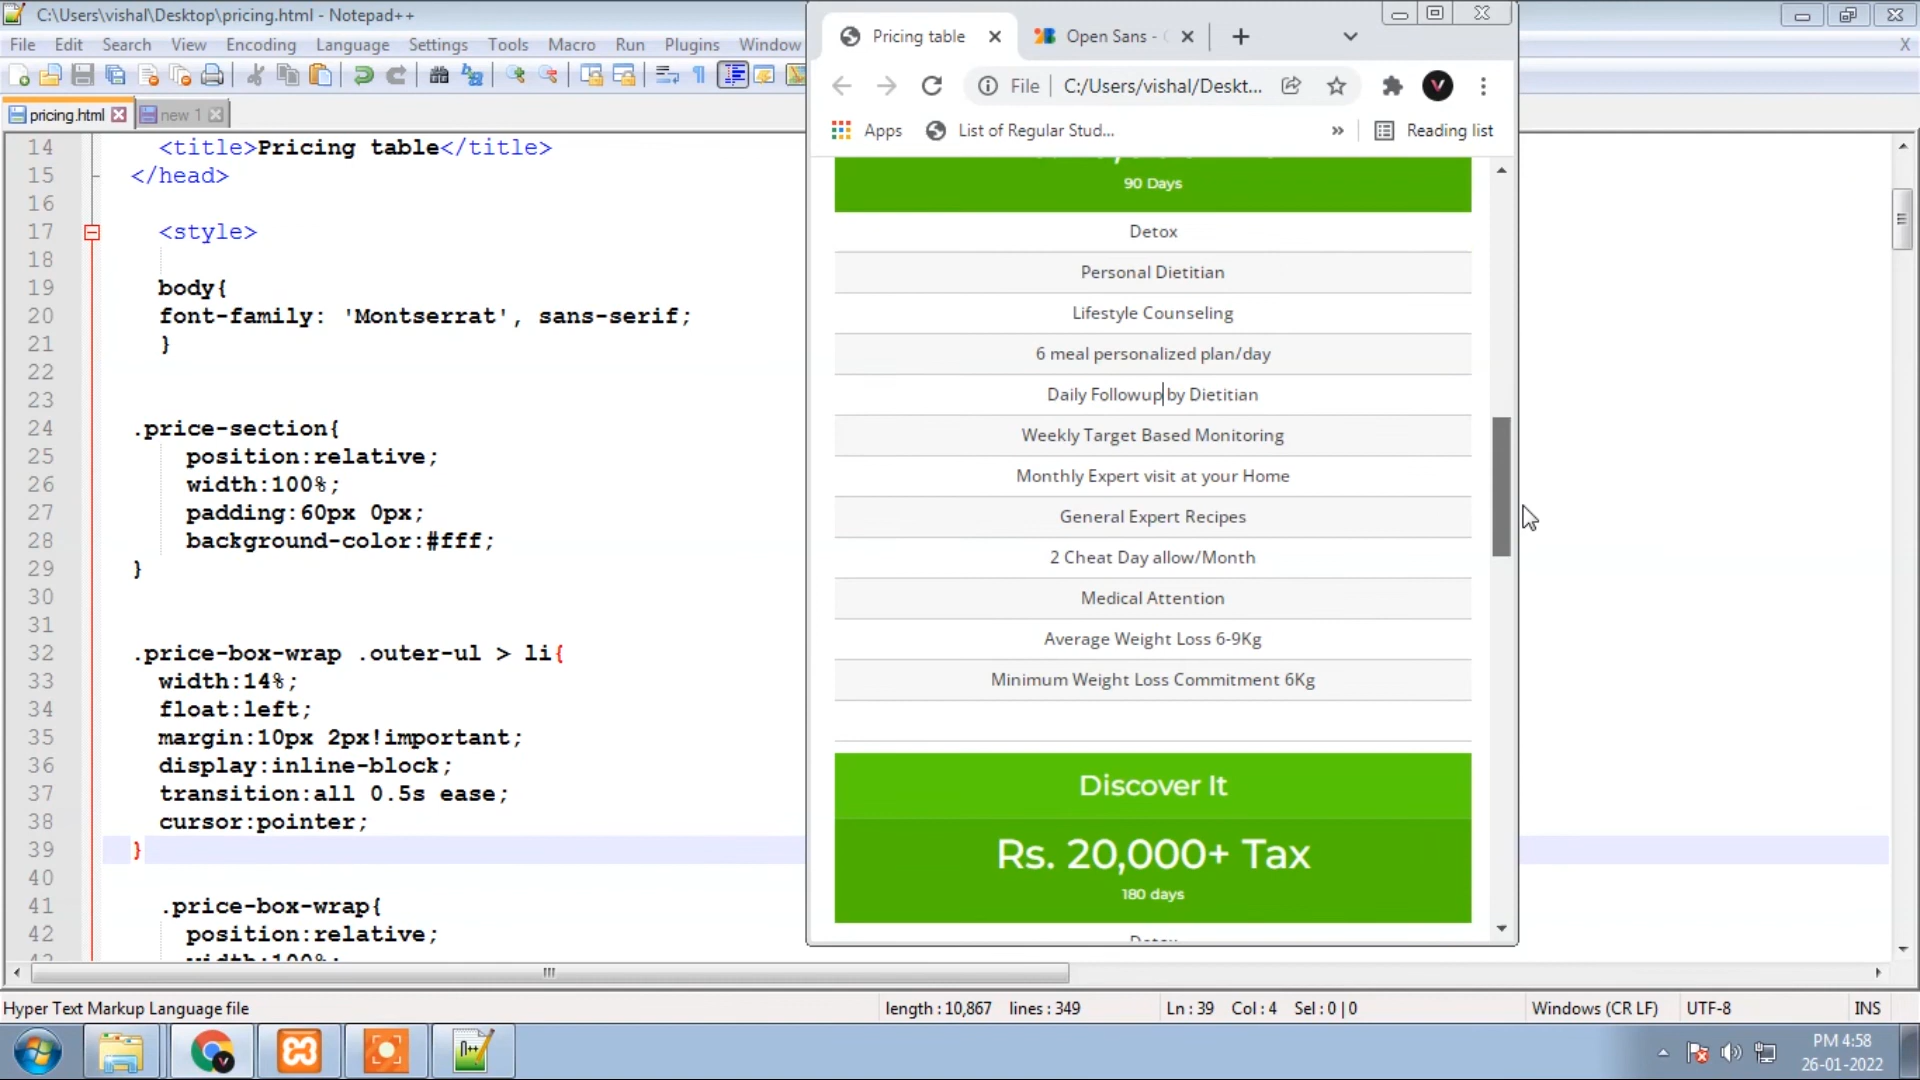 C:\Users\vishal\Desktop\pricing.html - Notepad++
File Edit Search View Encoding Language Settings Tools Macro Run Plugins Window
X
pricing.html new 1
14 <title>Pricing table</title>
15 </head>
16
17 <style>
18
19 body{
20 font-family: 'Montserrat', sans-serif;
21 }
22
23
24 .price-section{
25 position:relative;
26 width:100%;
27 padding:60px 0px;
28 background-color:#fff;
29 }
30
31
32 .price-box-wrap .outer-ul > li{
33 width:14%;
34 float:left;
35 margin:10px 2px!important;
36 display:inline-block;
37 transition:all 0.5s ease;
38 cursor:pointer;
39 }
40
41 .price-box-wrap{
42 position:relative;
width:100%;
Pricing table Open Sans -
File C:/Users/vishal/Deskt... V
Apps List of Regular Stud... » Reading list
90 Days
Detox
Personal Dietitian
Lifestyle Counseling
6 meal personalized plan/day
Daily Followup by Dietitian
Weekly Target Based Monitoring
Monthly Expert visit at your Home
General Expert Recipes
2 Cheat Day allow/Month
Medical Attention
Average Weight Loss 6-9Kg
Minimum Weight Loss Commitment 6Kg
Discover It
Rs. 20,000+ Tax
180 days
Detox
Hyper Text Markup Language file length : 10,867 lines : 349 Ln : 39 Col : 4 Sel : 0 | 0 Windows (CR LF) UTF-8 INS
PM 4:58
26-01-2022